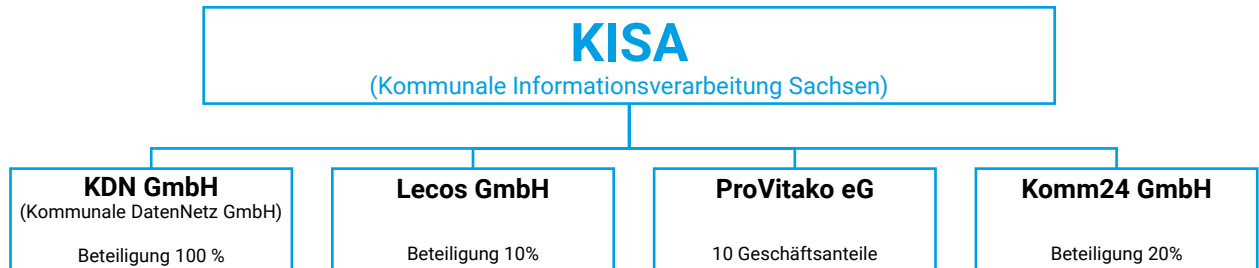 KISA
(Kommunale Informationsverarbeitung Sachsen)
KDN GmbH
(Kommunale DatenNetz GmbH)
Beteiligung 100 %
Lecos GmbH
Beteiligung 10%
ProVitako eG
10 Geschäftsanteile
Komm24 GmbH
Beteiligung 20%